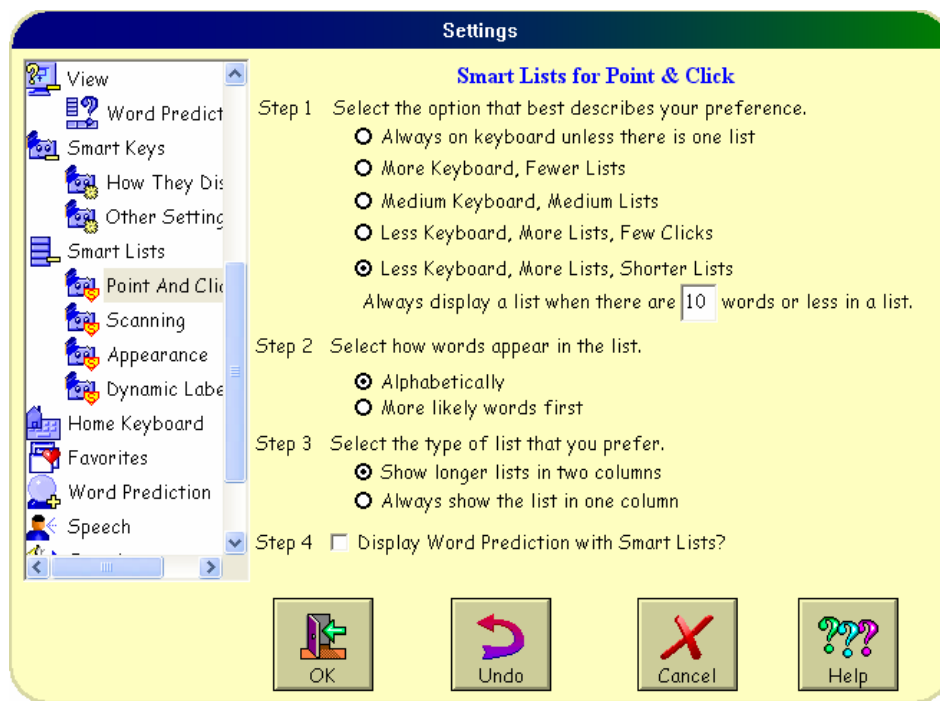 Settings
View
Word Predict
Smart Keys
How They Dis
Other Setting
Smart Lists
Point And Clic
Scanning
Appearance
Dynamic Labe
Home Keyboard
Favorites
Word Prediction
Speech
Smart Lists for Point & Click
Step 1 Select the option that best describes your preference.
Always on keyboard unless there is one list
More Keyboard, Fewer Lists
Medium Keyboard, Medium Lists
Less Keyboard, More Lists, Few Clicks
Less Keyboard, More Lists, Shorter Lists
Always display a list when there are 10 words or less in a list.
Step 2 Select how words appear in the list.
Alphabetically
More likely words first
Step 3 Select the type of list that you prefer.
Show longer lists in two columns
Always show the list in one column
Step 4 Display Word Prediction with Smart Lists?
OK
Undo
Cancel
Help